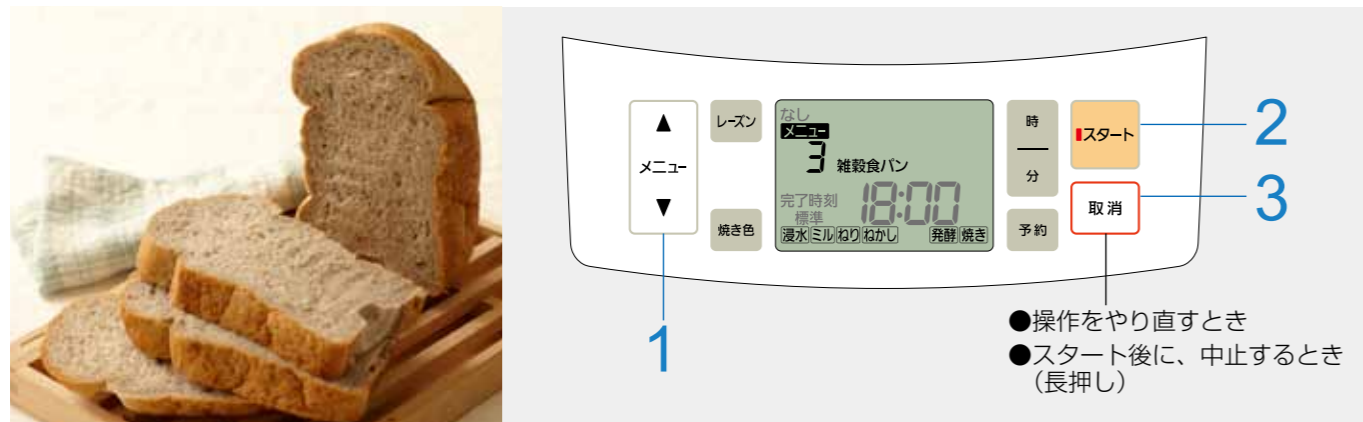 ▲
メニュー
▼
レーズン
焼き色
なし
メニュー
3 雑穀食パン
完了時刻
標準
18:00
浸水 ミル ねり ねかし 発酵 焼き
時
分
予約
スタート
取消
1
2
3
●操作をやり直すとき
●スタート後に、中止するとき
(長押し)